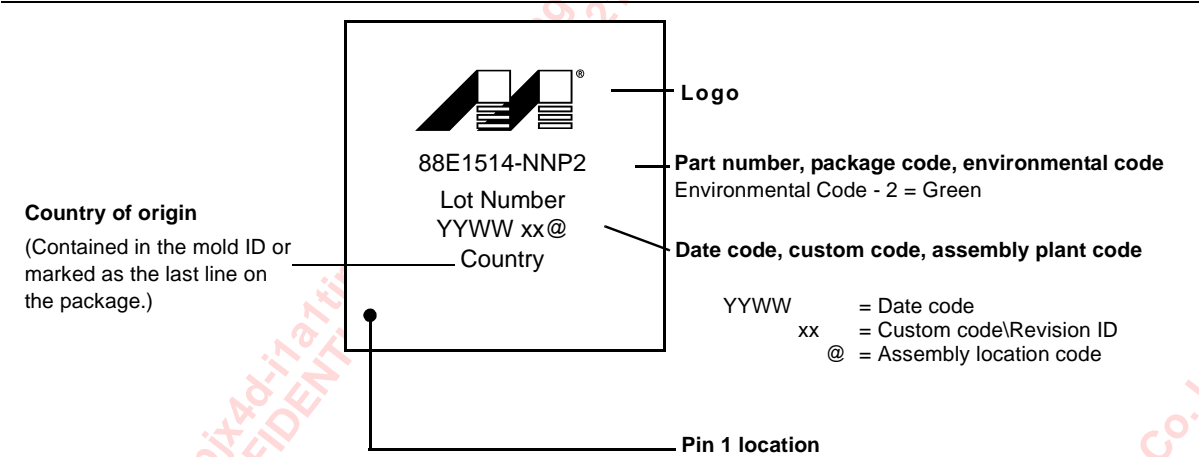 ®
Logo
88E1514-NNP2
Part number, package code, environmental code
Environmental Code - 2 = Green
Lot Number
YYWW xx@
Country
Country of origin
(Contained in the mold ID or
marked as the last line on
the package.)
Date code, custom code, assembly plant code
YYWW = Date code
xx = Custom code\Revision ID
@ = Assembly location code
Pin 1 location